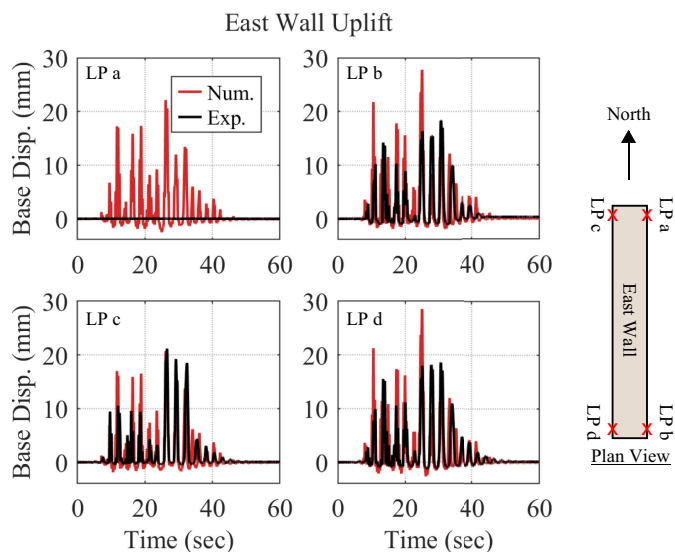 East Wall Uplift
Base Disp. (mm)
30
20
10
0
LP a
Num.
Exp.
0 20 40 60
30
20
10
0
LP b
0 20 40 60
Base Disp. (mm)
30
20
10
0
LP c
0 20 40 60
Time (sec)
30
20
10
0
LP d
0 20 40 60
Time (sec)
North
LP c
LP a
East Wall
LP d
LP b
Plan View